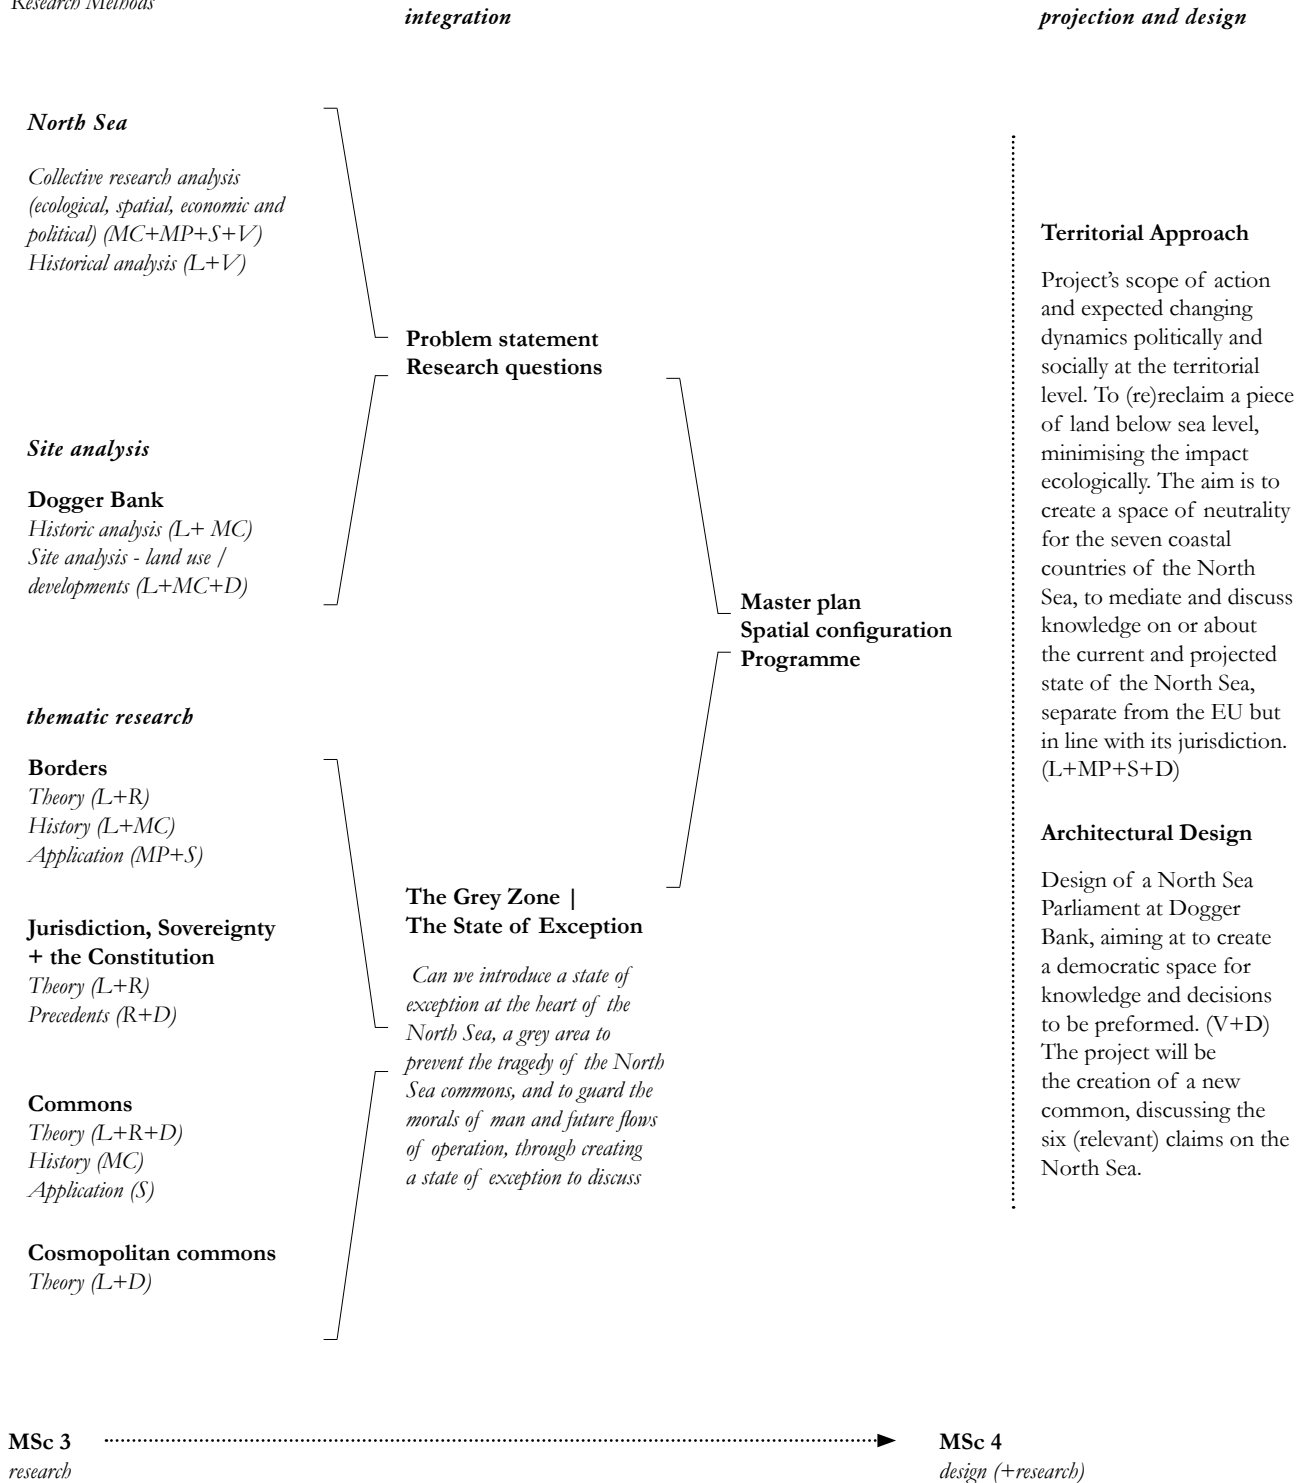 Research Methods
integration
projection and design
North Sea
Collective research analysis
(ecological, spatial, economic and
political) (MC+MP+S+V)
Historical analysis (L+V)
Site analysis
Dogger Bank
Historic analysis (L+ MC)
Site analysis - land use /
developments (L+MC+D)
thematic research
Borders
Theory (L+R)
History (L+MC)
Application (MP+S)
Jurisdiction, Sovereignty
+ the Constitution
Theory (L+R)
Precedents (R+D)
Commons
Theory (L+R+D)
History (MC)
Application (S)
Cosmopolitan commons
Theory (L+D)
Problem statement
Research questions
The Grey Zone |
The State of Exception
Can we introduce a state of
exception at the heart of the
North Sea, a grey area to
prevent the tragedy of the North
Sea commons, and to guard the
morals of man and future flows
of operation, through creating
a state of exception to discuss
Master plan
Spatial configuration
Programme
Territorial Approach
Project's scope of action
and expected changing
dynamics politically and
socially at the territorial
level. To (re)reclaim a piece
of land below sea level,
minimising the impact
ecologically. The aim is to
create a space of neutrality
for the seven coastal
countries of the North
Sea, to mediate and discuss
knowledge on or about
the current and projected
state of the North Sea,
separate from the EU but
in line with its jurisdiction.
(L+MP+S+D)
Architectural Design
Design of a North Sea
Parliament at Dogger
Bank, aiming at to create
a democratic space for
knowledge and decisions
to be preformed. (V+D)
The project will be
the creation of a new
common, discussing the
six (relevant) claims on the
North Sea.
MSc 3
research
MSc 4
design (+research)